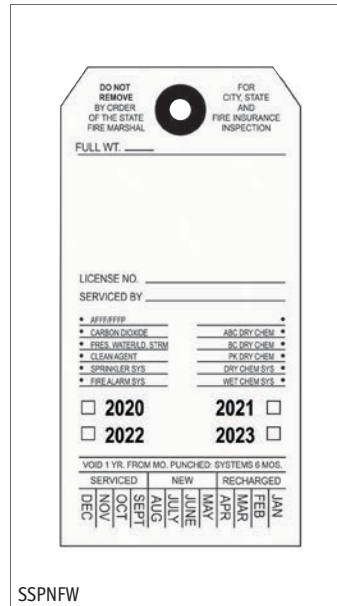 DO NOT
REMOVE
BY ORDER
OF THE STATE
FIRE MARSHAL
FOR
CITY, STATE
AND
FIRE INSURANCE
INSPECTION
FULL WT.
LICENSE NO.
SERVICED BY
• AFFF/FFFP •
• CARBON DIOXIDE ABC DRY CHEM •
• PRES. WATER/LD. STRM BC DRY CHEM •
• CLEAN AGENT PK DRY CHEM •
• SPRINKLER SYS DRY CHEM SYS •
• FIRE ALARM SYS WET CHEM SYS •
2020 2021
2022 2023
VOID 1 YR. FROM MO. PUNCHED: SYSTEMS 6 MOS.
SERVICED NEW RECHARGED
DEC NOV OCT SEPT AUG JULY JUNE MAY APR MAR FEB JAN
SSPNFW